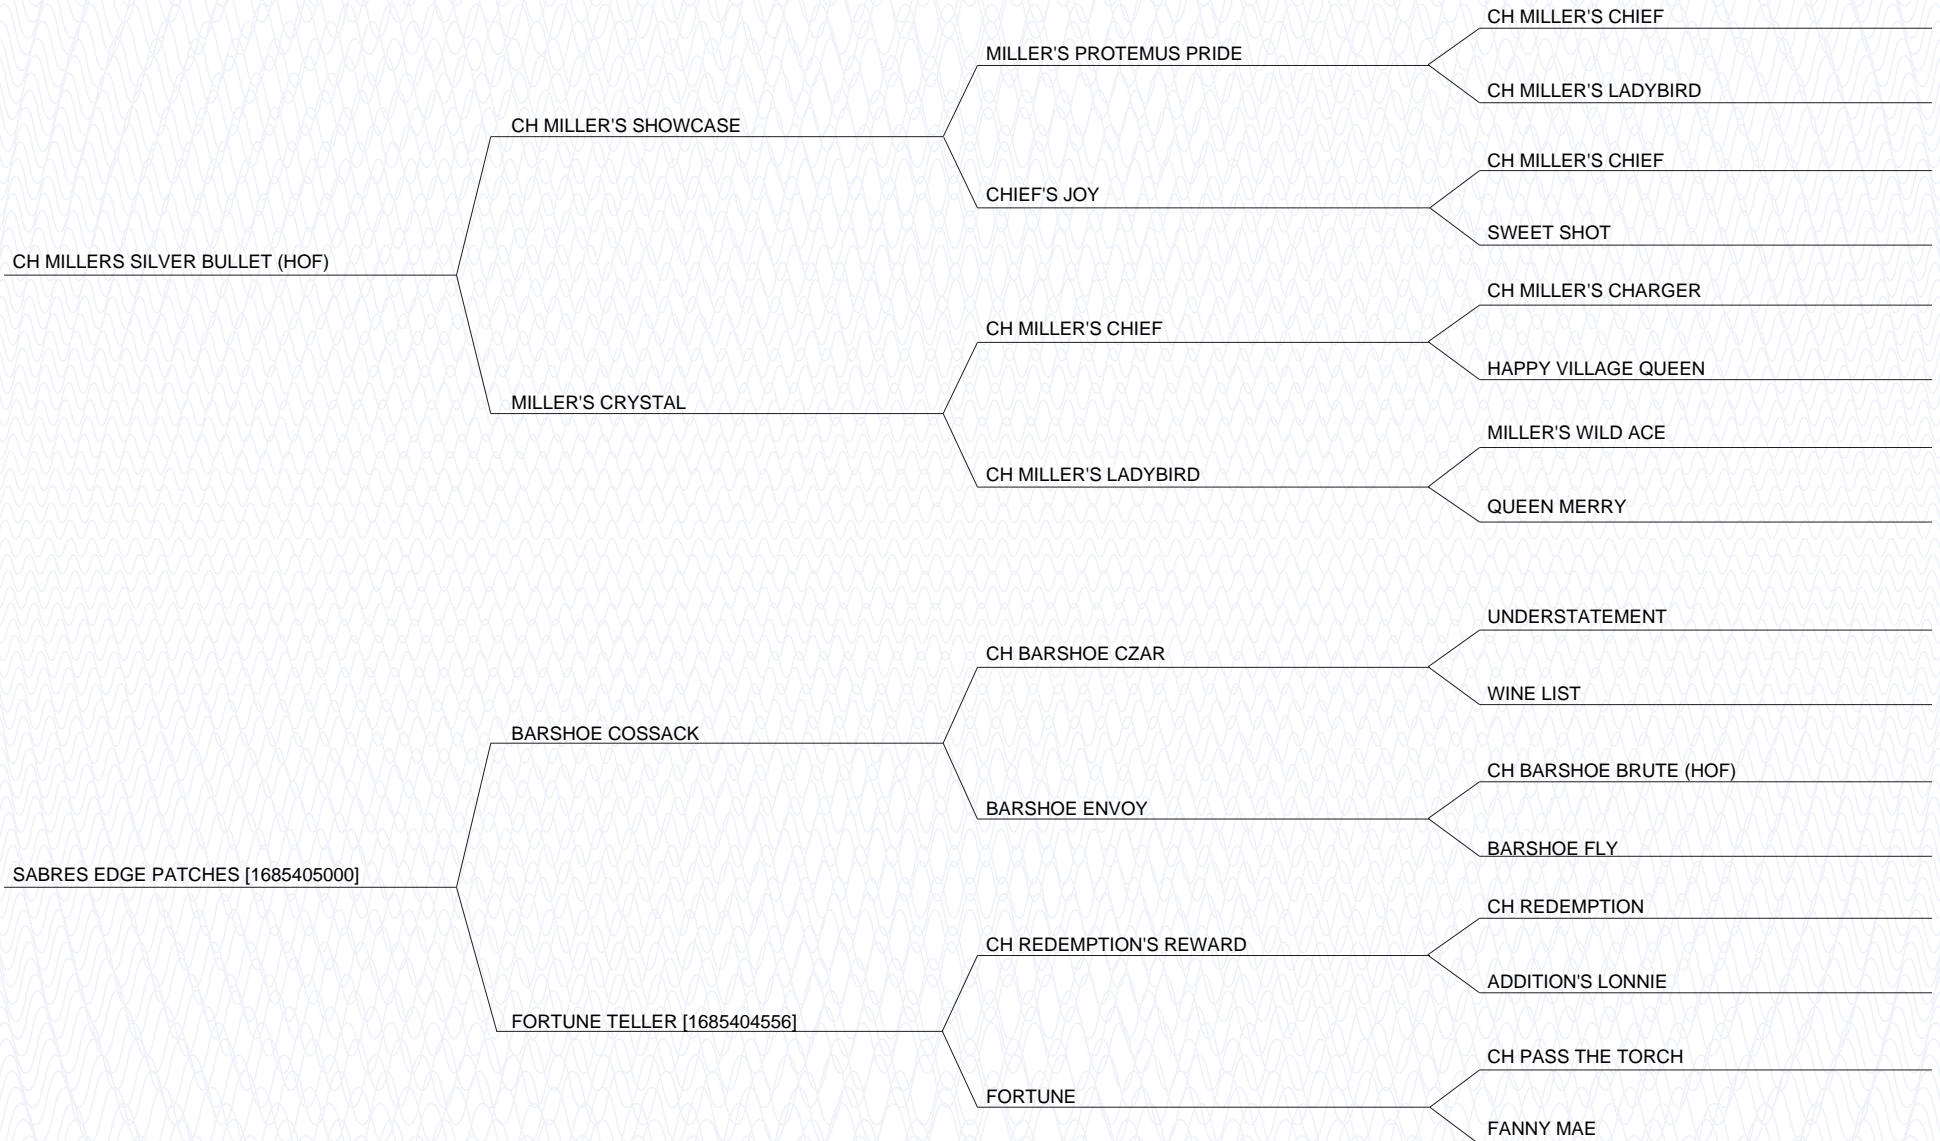 CH MILLER'S CHIEF
MILLER'S PROTEMUS PRIDE
CH MILLER'S LADYBIRD
CH MILLER'S SHOWCASE
CH MILLER'S CHIEF
CHIEF'S JOY
SWEET SHOT
CH MILLERS SILVER BULLET (HOF)
CH MILLER'S CHARGER
CH MILLER'S CHIEF
HAPPY VILLAGE QUEEN
MILLER'S CRYSTAL
MILLER'S WILD ACE
CH MILLER'S LADYBIRD
QUEEN MERRY
UNDERSTATEMENT
CH BARSHOE CZAR
WINE LIST
BARSHOE COSSACK
CH BARSHOE BRUTE (HOF)
BARSHOE ENVOY
BARSHOE FLY
SABRES EDGE PATCHES [1685405000]
CH REDEMPTION
CH REDEMPTION'S REWARD
ADDITION'S LONNIE
FORTUNE TELLER [1685404556]
CH PASS THE TORCH
FORTUNE
FANNY MAE